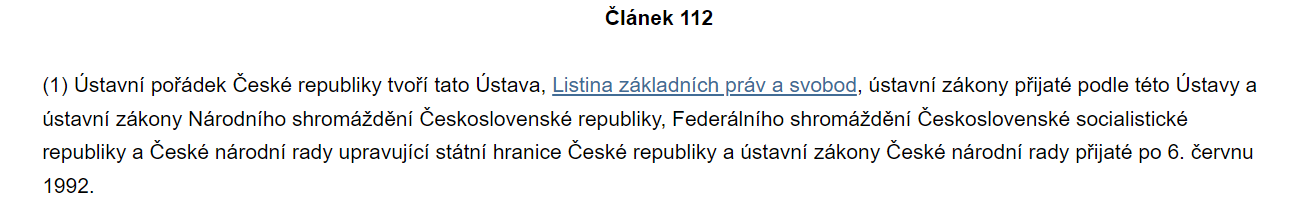 Článek 112
(1) Ústavní pořádek České republiky tvoří tato Ústava, Listina základních práv a svobod, ústavní zákony přijaté podle této Ústavy a
ústavní zákony Národního shromáždění Československé republiky, Federálního shromáždění Československé socialistické
republiky a České národní rady upravující státní hranice České republiky a ústavní zákony České národní rady přijaté po 6. červnu
1992.